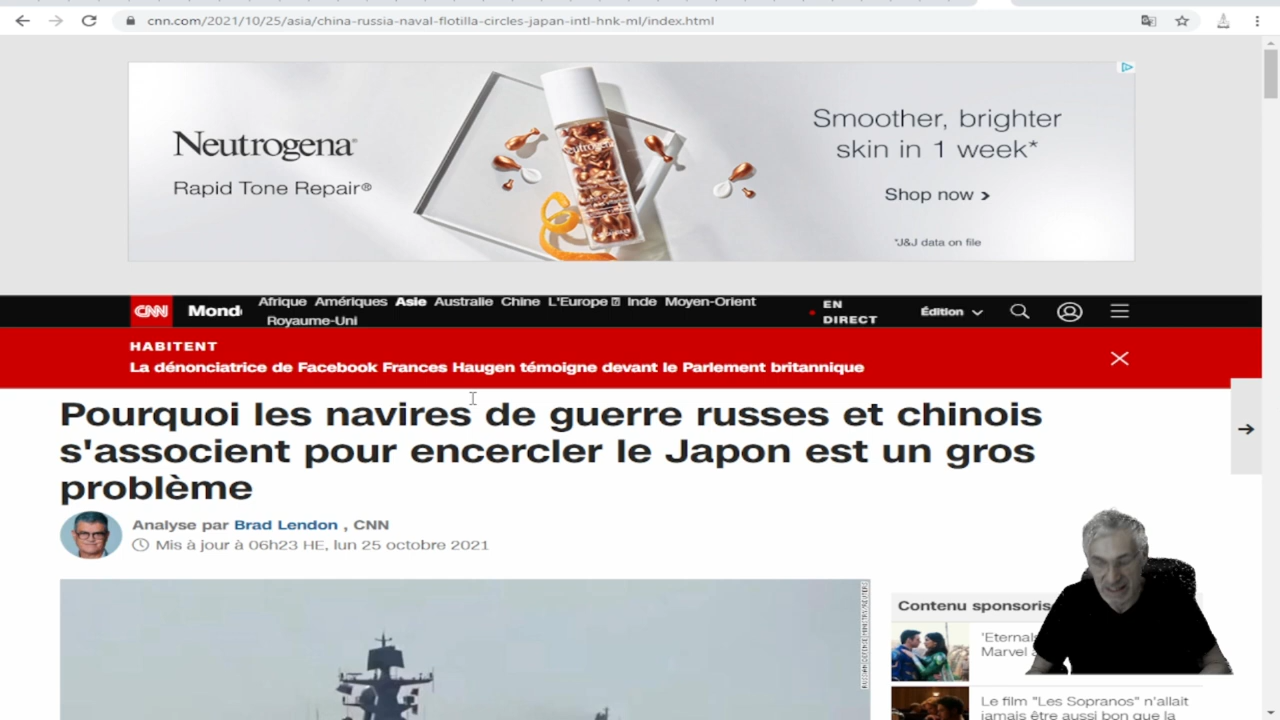 cnn.com/2021/10/25/asia/china-russia-naval-flotilla-circles-japan-intl-hnk-ml/index.html
Neutrogena®
Rapid Tone Repair®
Smoother, brighter
skin in 1 week*
Shop now >
*J&J data on file
CNN
Mond
Afrique Amériques Asie Australie Chine L'Europe Inde Moyen-Orient
Royaume-Uni
EN
DIRECT
Édition
HABITENT
La dénonciatrice de Facebook Frances Haugen témoigne devant le Parlement britannique
Pourquoi les navires de guerre russes et chinois
s'associent pour encercler le Japon est un gros
problème
Analyse par Brad Lendon , CNN
Mis à jour à 06h23 HE, lun 25 octobre 2021
RUSSIAN DEFENSE MINISTRY/REUTERS
Contenu sponsoris
'Eternal
Marvel
Le film "Les Sopranos" n'allait
jamais être aussi bon que la